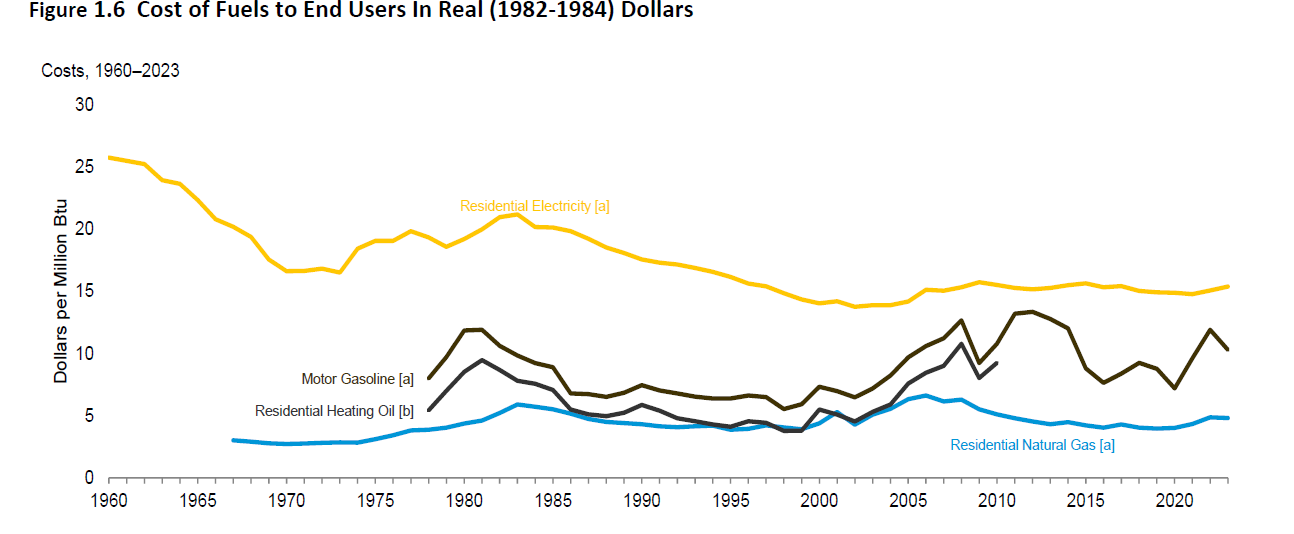 Figure 1.6 Cost of Fuels to End Users In Real (1982-1984) Dollars
Costs, 1960–2023
Dollars per Million Btu
30
25
20
15
10
5
0
Residential Electricity [a]
Motor Gasoline [a]
Residential Heating Oil [b]
Residential Natural Gas [a]
1960 1965 1970 1975 1980 1985 1990 1995 2000 2005 2010 2015 2020